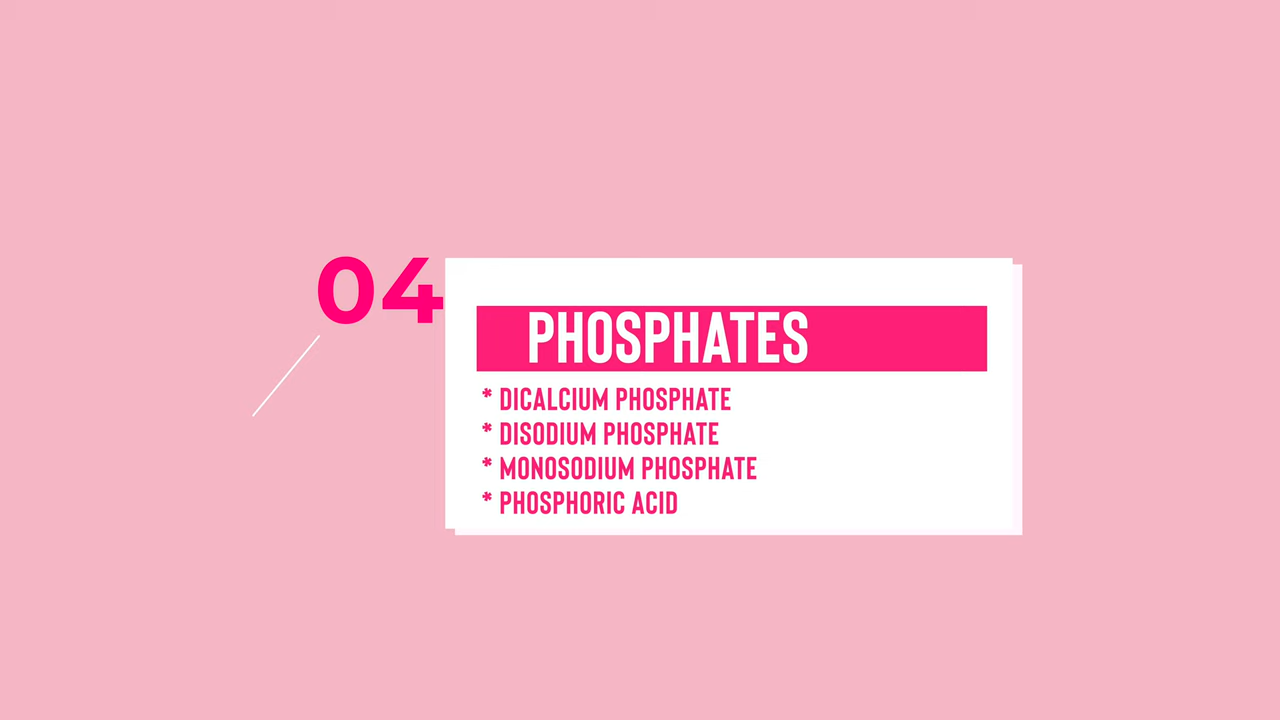 04
PHOSPHATES
* DICALCIUM PHOSPHATE
* DISODIUM PHOSPHATE
* MONOSODIUM PHOSPHATE
* PHOSPHORIC ACID